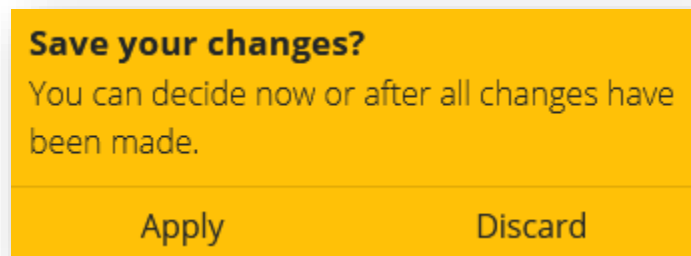 Save your changes?
You can decide now or after all changes have
been made.
Apply
Discard